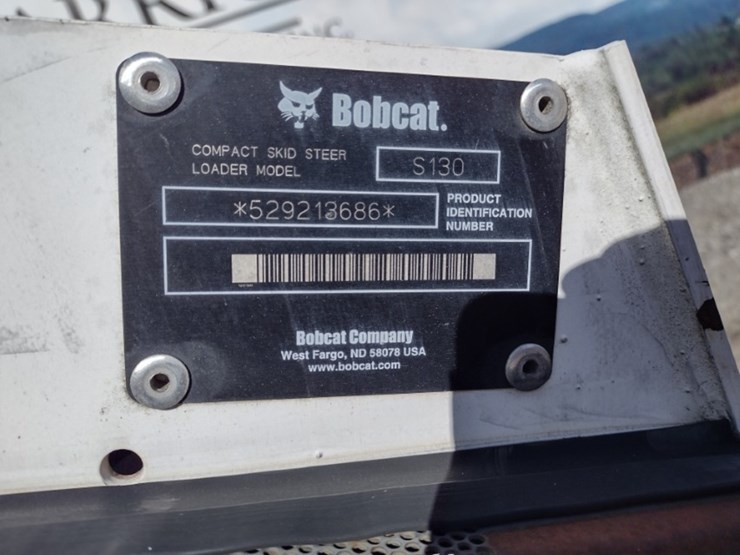 Bobcat.
COMPACT SKID STEER
LOADER MODEL
S130
*529213686*
PRODUCT
IDENTIFICATION
NUMBER
Bobcat Company
West Fargo, ND 58078 USA
www.bobcat.com